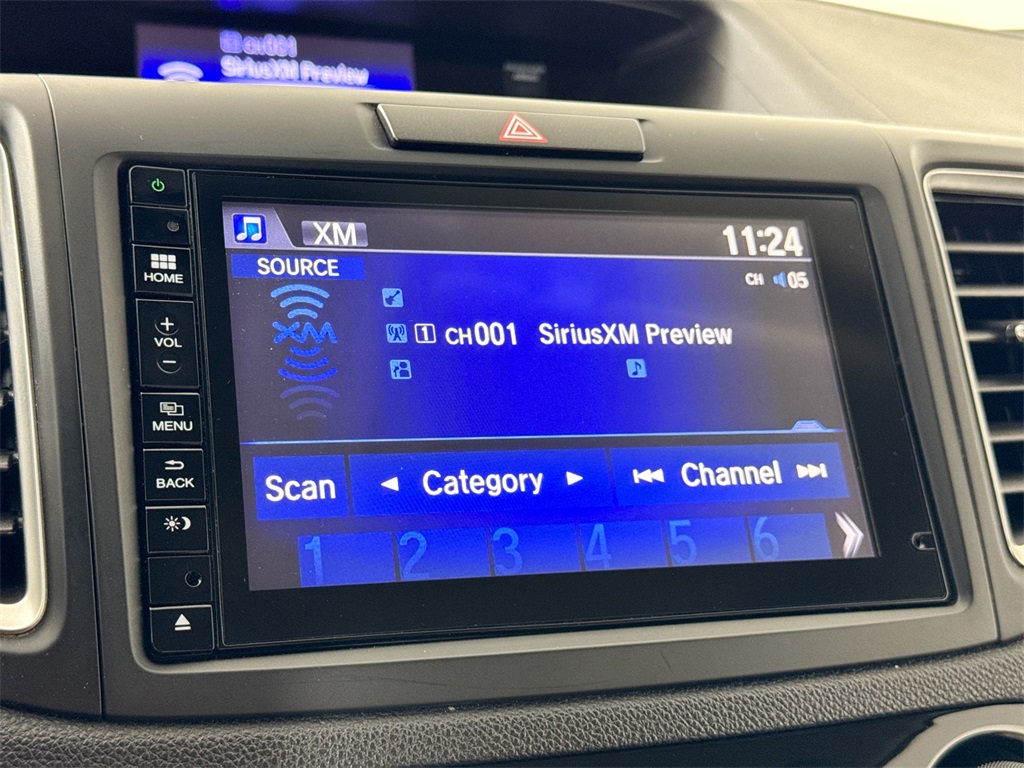 CH001
SiriusXM Preview
XM
11:24
SOURCE
CH 05
XM
1 CH001 SiriusXM Preview
Scan
Category
Channel
1 2 3 4 5 6
HOME
+
VOL
−
MENU
BACK